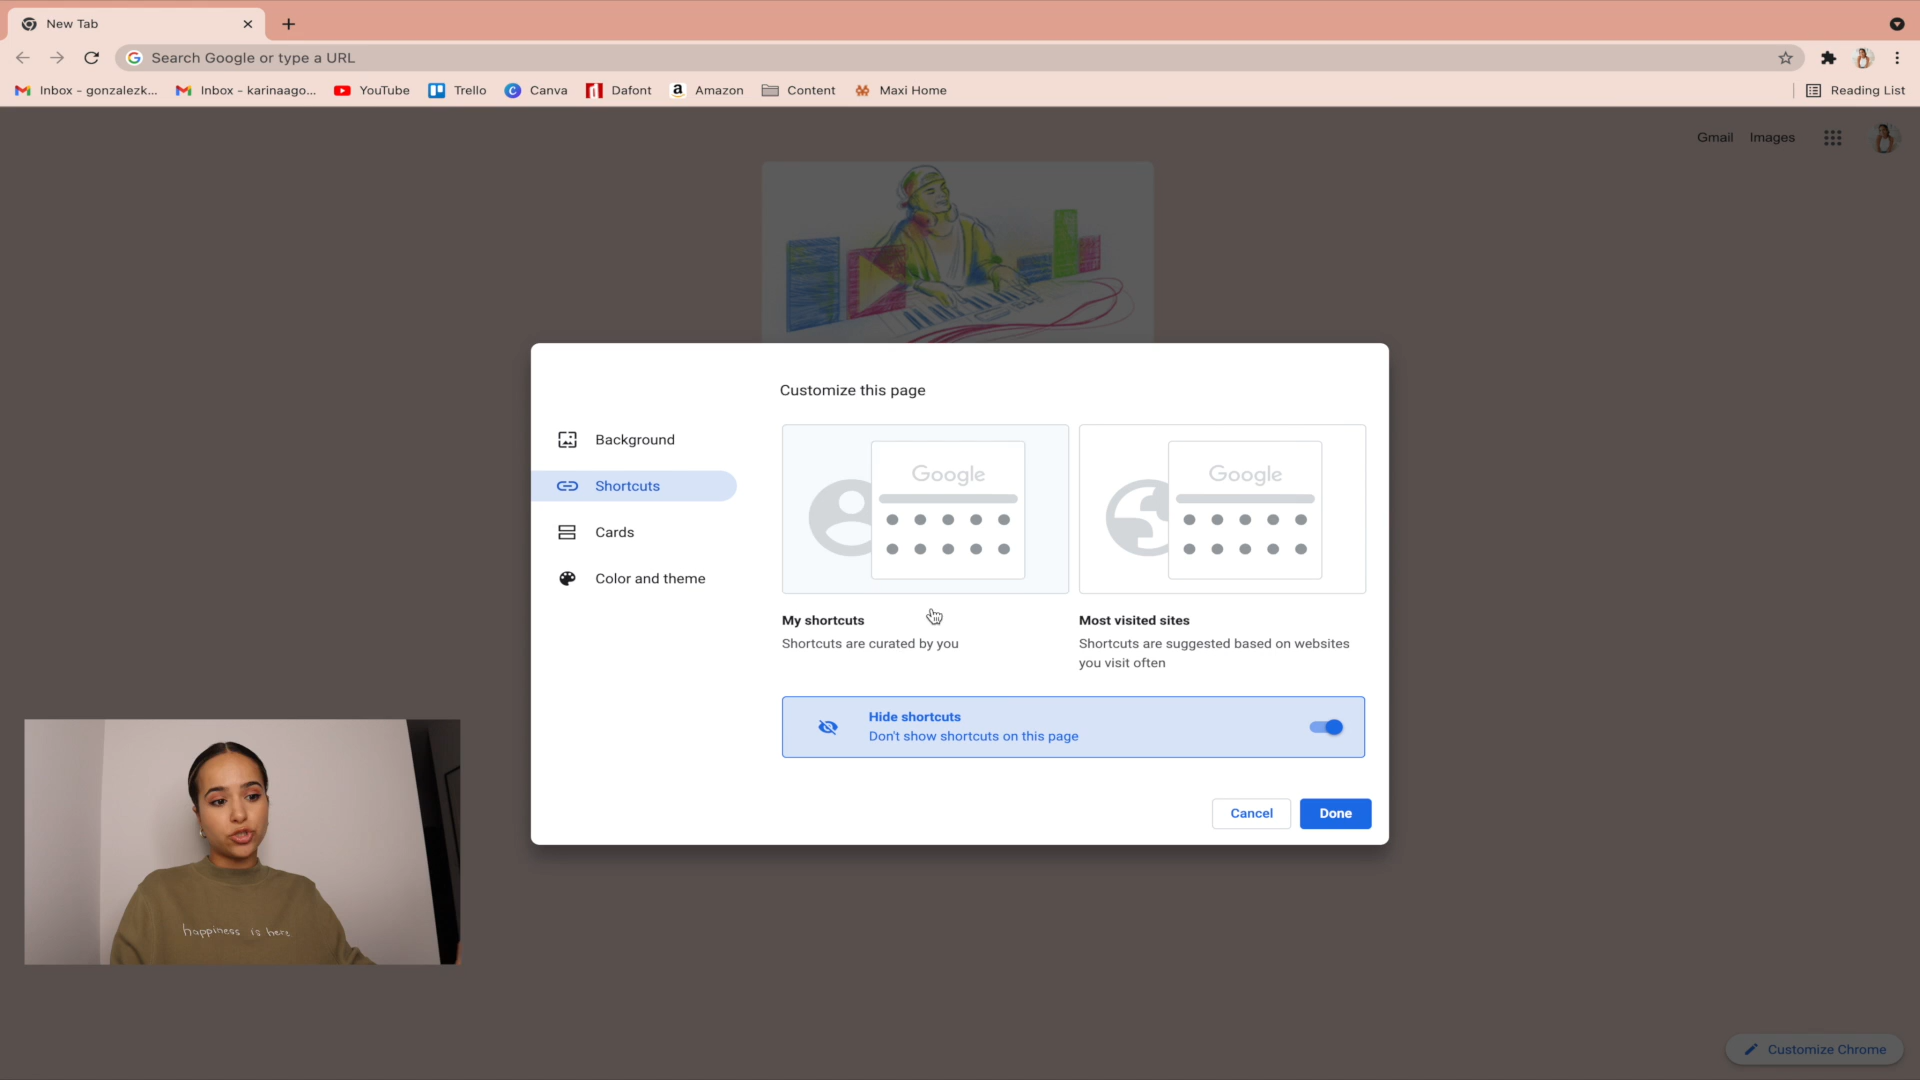 New Tab
Search Google or type a URL
Inbox - gonzalezk...
Inbox - karinaago...
YouTube
Trello
Canva
Dafont
a
Amazon
Content
Maxi Home
Reading List
Gmail
Images
Customize this page
Background
Shortcuts
Cards
Color and theme
Google
Google
My shortcuts
Shortcuts are curated by you
Most visited sites
Shortcuts are suggested based on websites
you visit often
Hide shortcuts
Don't show shortcuts on this page
Cancel
Done
happiness is here
Customize Chrome